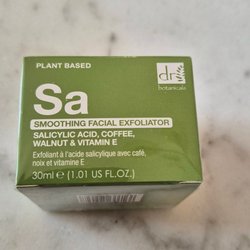 PLANT BASED
dr.
botanicals
Sa
SMOOTHING FACIAL EXFOLIATOR
SALICYLIC ACID, COFFEE,
WALNUT & VITAMIN E
Exfoliant à l'acide salicylique avec café,
noix et vitamine E
30ml e (1.01 US FL.OZ.)